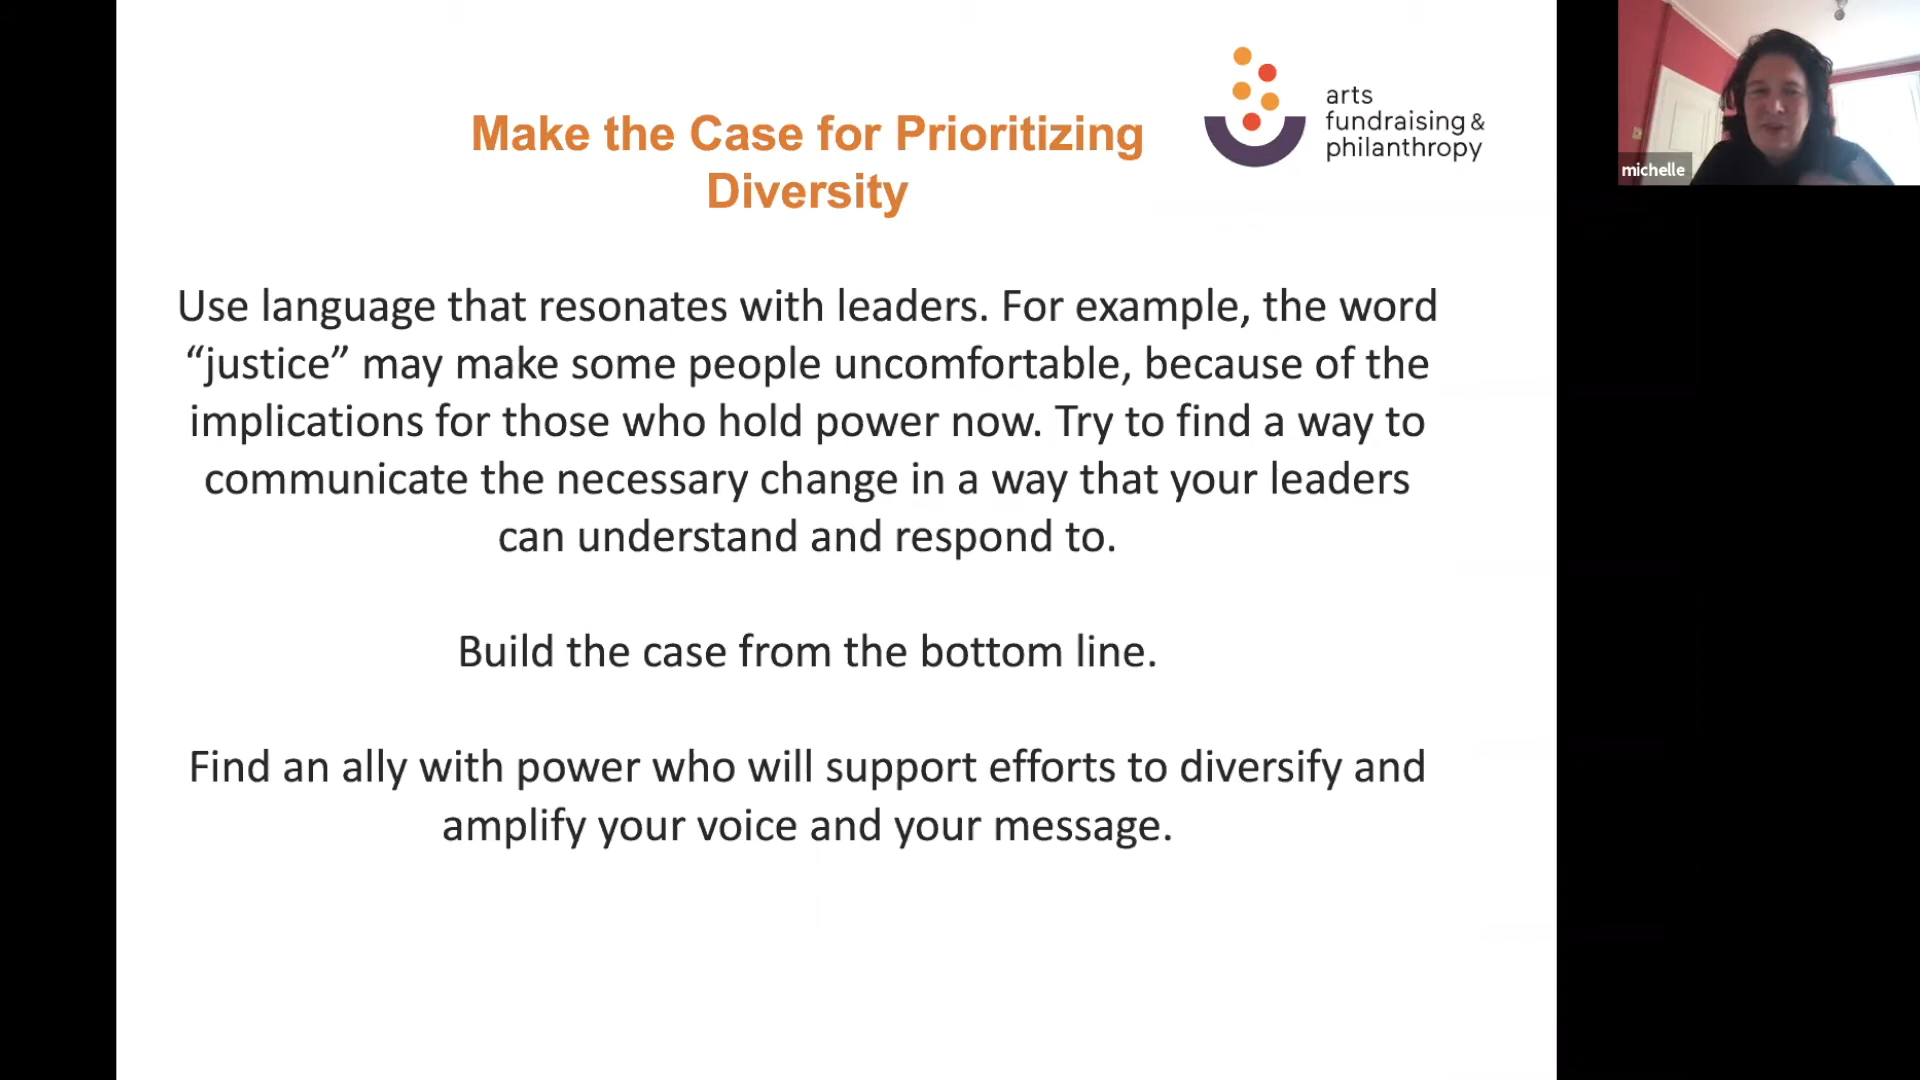 Make the Case for Prioritizing
Diversity
arts
fundraising &
philanthropy
michelle
Use language that resonates with leaders. For example, the word
“justice” may make some people uncomfortable, because of the
implications for those who hold power now. Try to find a way to
communicate the necessary change in a way that your leaders
can understand and respond to.
Build the case from the bottom line.
Find an ally with power who will support efforts to diversify and
amplify your voice and your message.